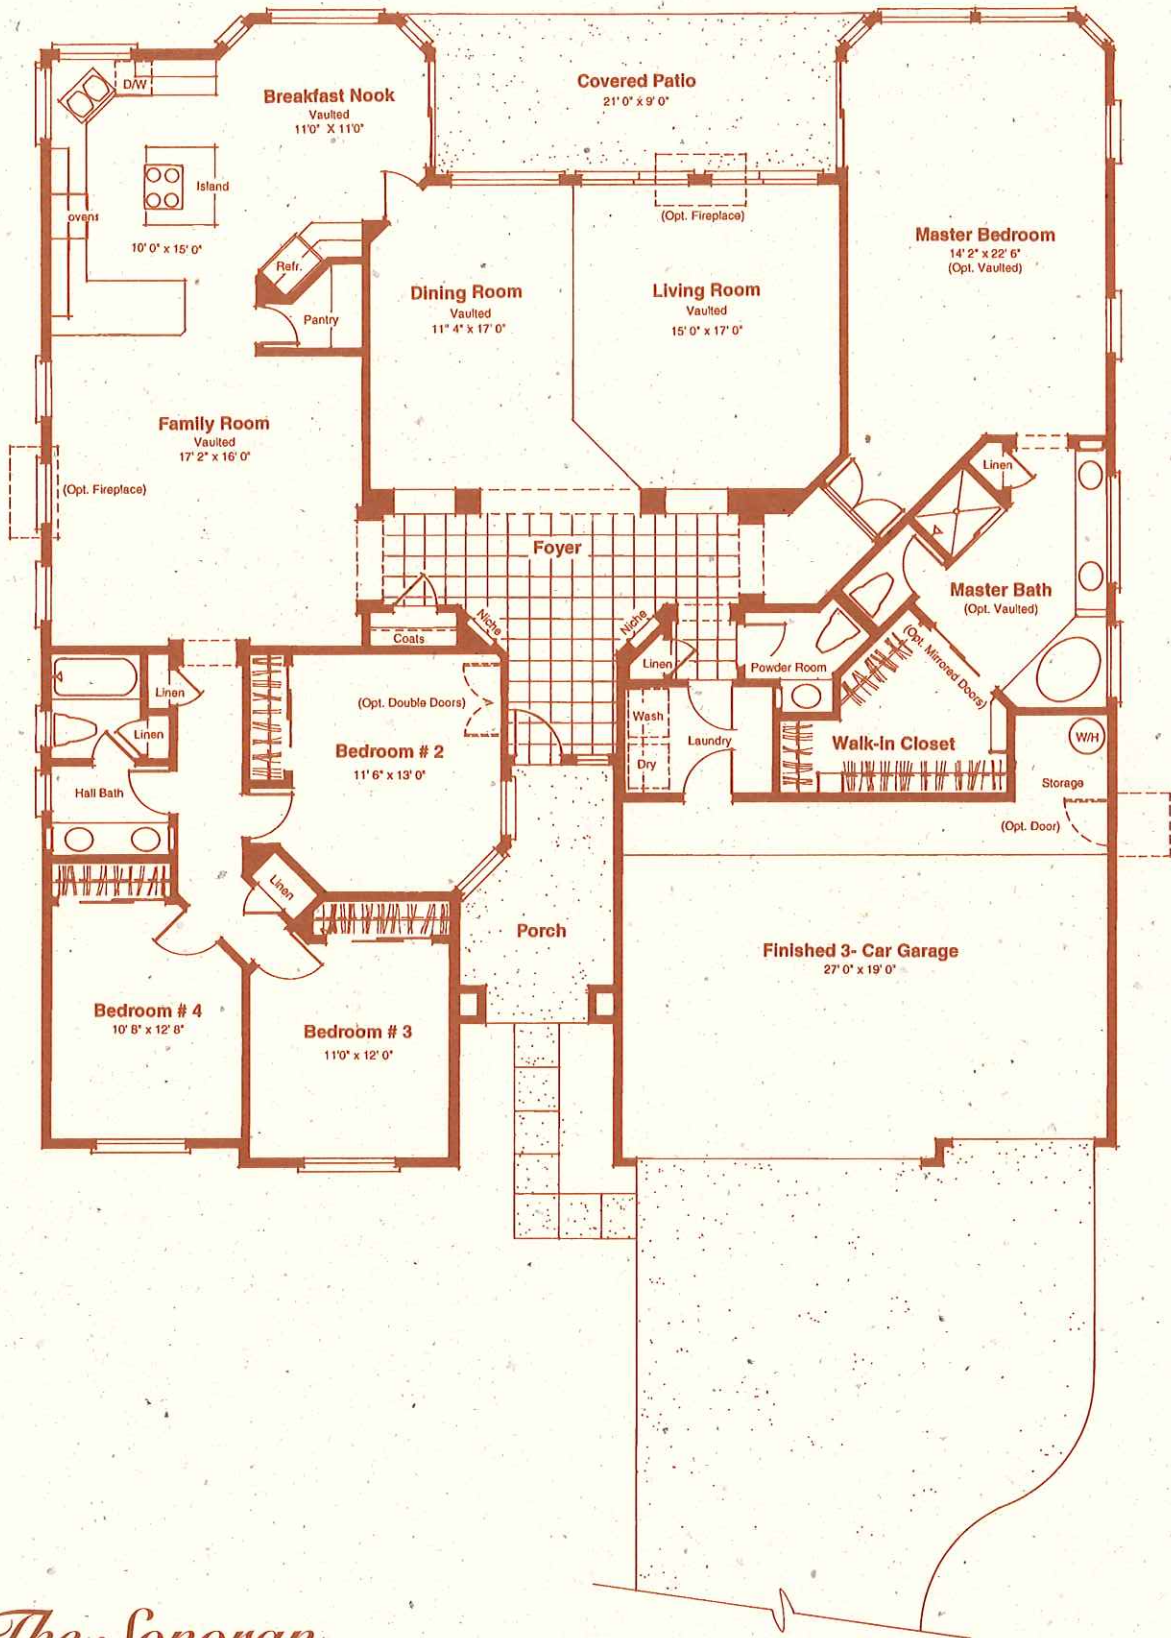 Covered Patio
21' 0" x 9' 0"
D/W
Breakfast Nook
Vaulted
11'0" X 11'0"
Island
ovens
10' 0" x 15' 0"
(Opt. Fireplace)
Master Bedroom
14' 2" x 22' 6"
(Opt. Vaulted)
Refr.
Pantry
Dining Room
Vaulted
11" 4" x 17' 0"
Living Room
Vaulted
15' 0" x 17' 0"
Family Room
Vaulted
17' 2" x 16' 0"
(Opt. Fireplace)
Linen
Foyer
Master Bath
(Opt. Vaulted)
Niche
Niche
Coats
(Opt. Mirrored Doors)
Linen
Powder Room
Linen
Linen
(Opt. Double Doors)
Bedroom # 2
11' 6" x 13' 0"
Wash
Dry
Laundry
Walk-in Closet
W/H
Storage
Hall Bath
(Opt. Door)
Linen
Porch
Finished 3- Car Garage
27' 0" x 19' 0"
Bedroom # 4
10' 8" x 12' 8"
Bedroom # 3
11'0" x 12' 0"
The Sonoran